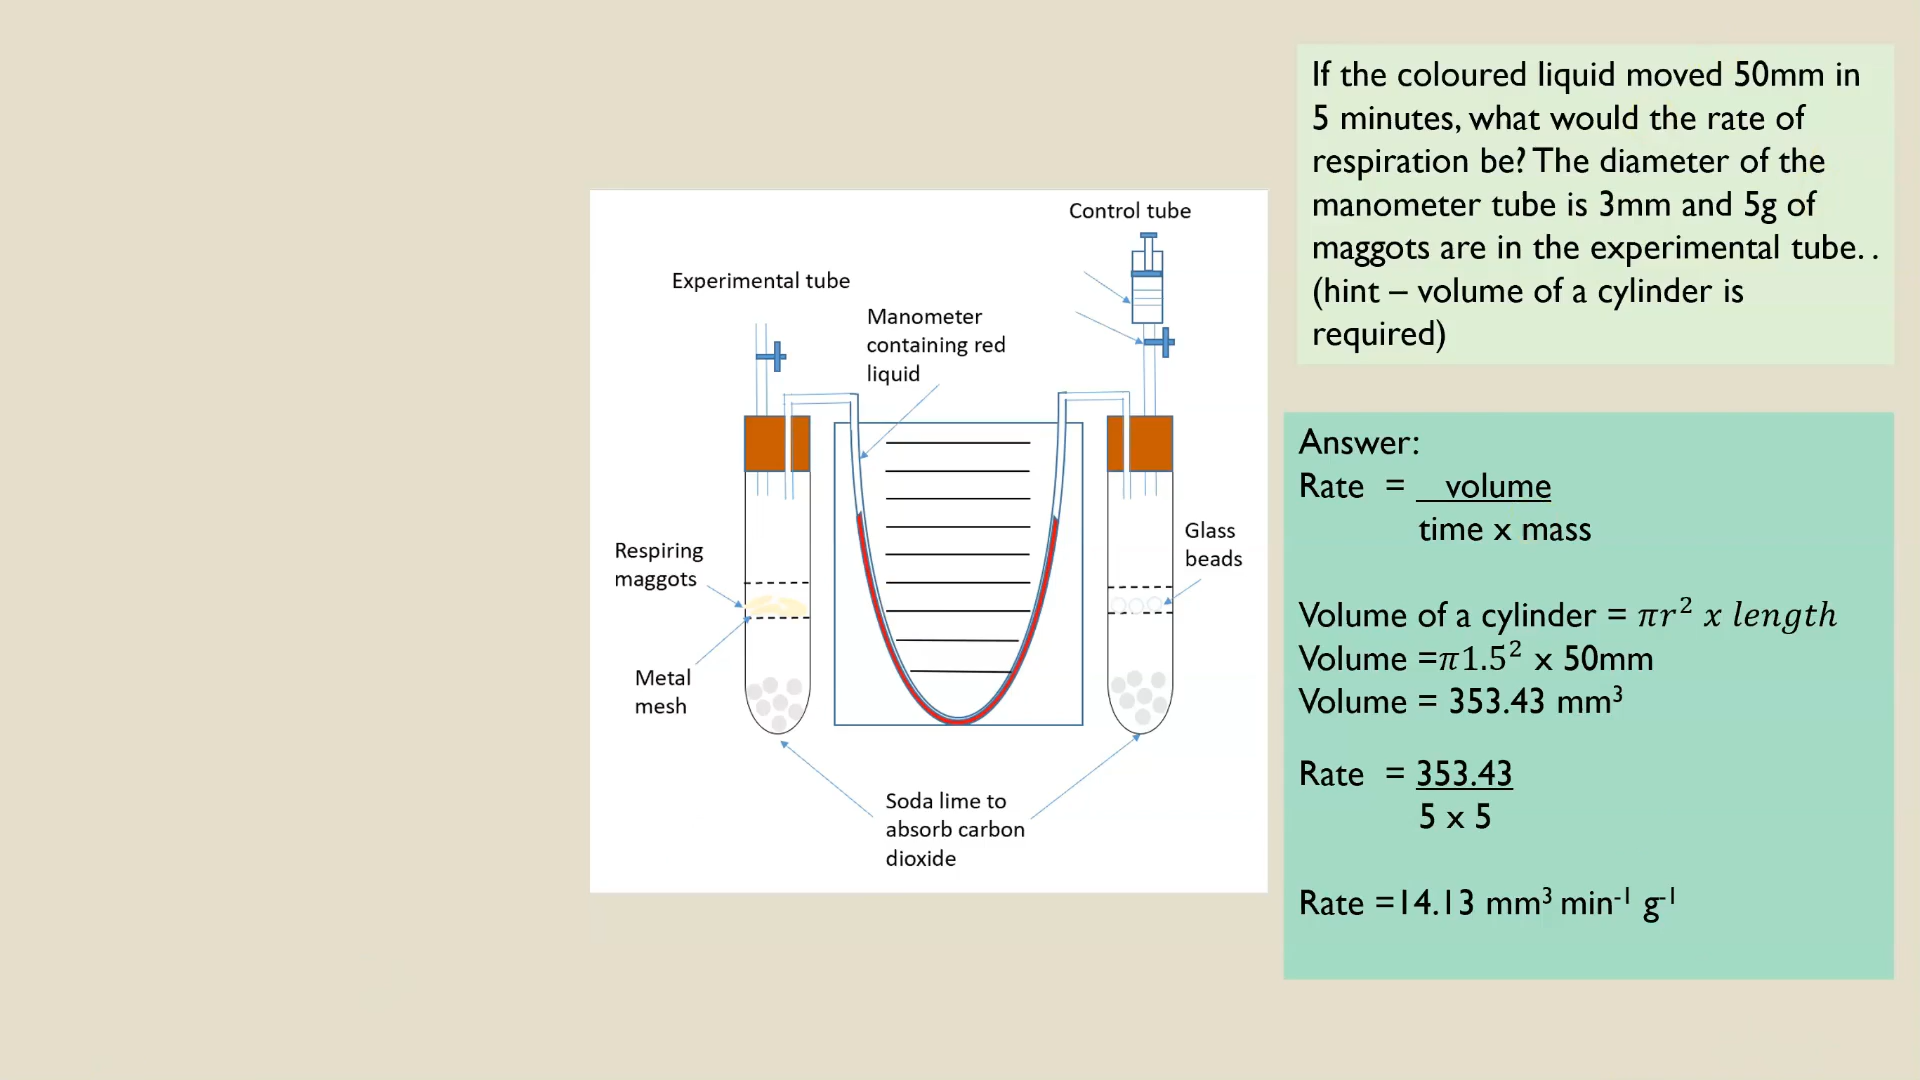 Control tube
Experimental tube
Manometer
containing red
liquid
Respiring
maggots
Glass
beads
Metal
mesh
Soda lime to
absorb carbon
dioxide
If the coloured liquid moved 50mm in
5 minutes, what would the rate of
respiration be? The diameter of the
manometer tube is 3mm and 5g of
maggots are in the experimental tube. .
(hint – volume of a cylinder is
required)
Answer:
Rate = volume
time x mass
Volume of a cylinder = πr² x length
Volume =π1.5² x 50mm
Volume = 353.43 mm³
Rate = 353.43
5 x 5
Rate =14.13 mm³ min⁻¹ g⁻¹